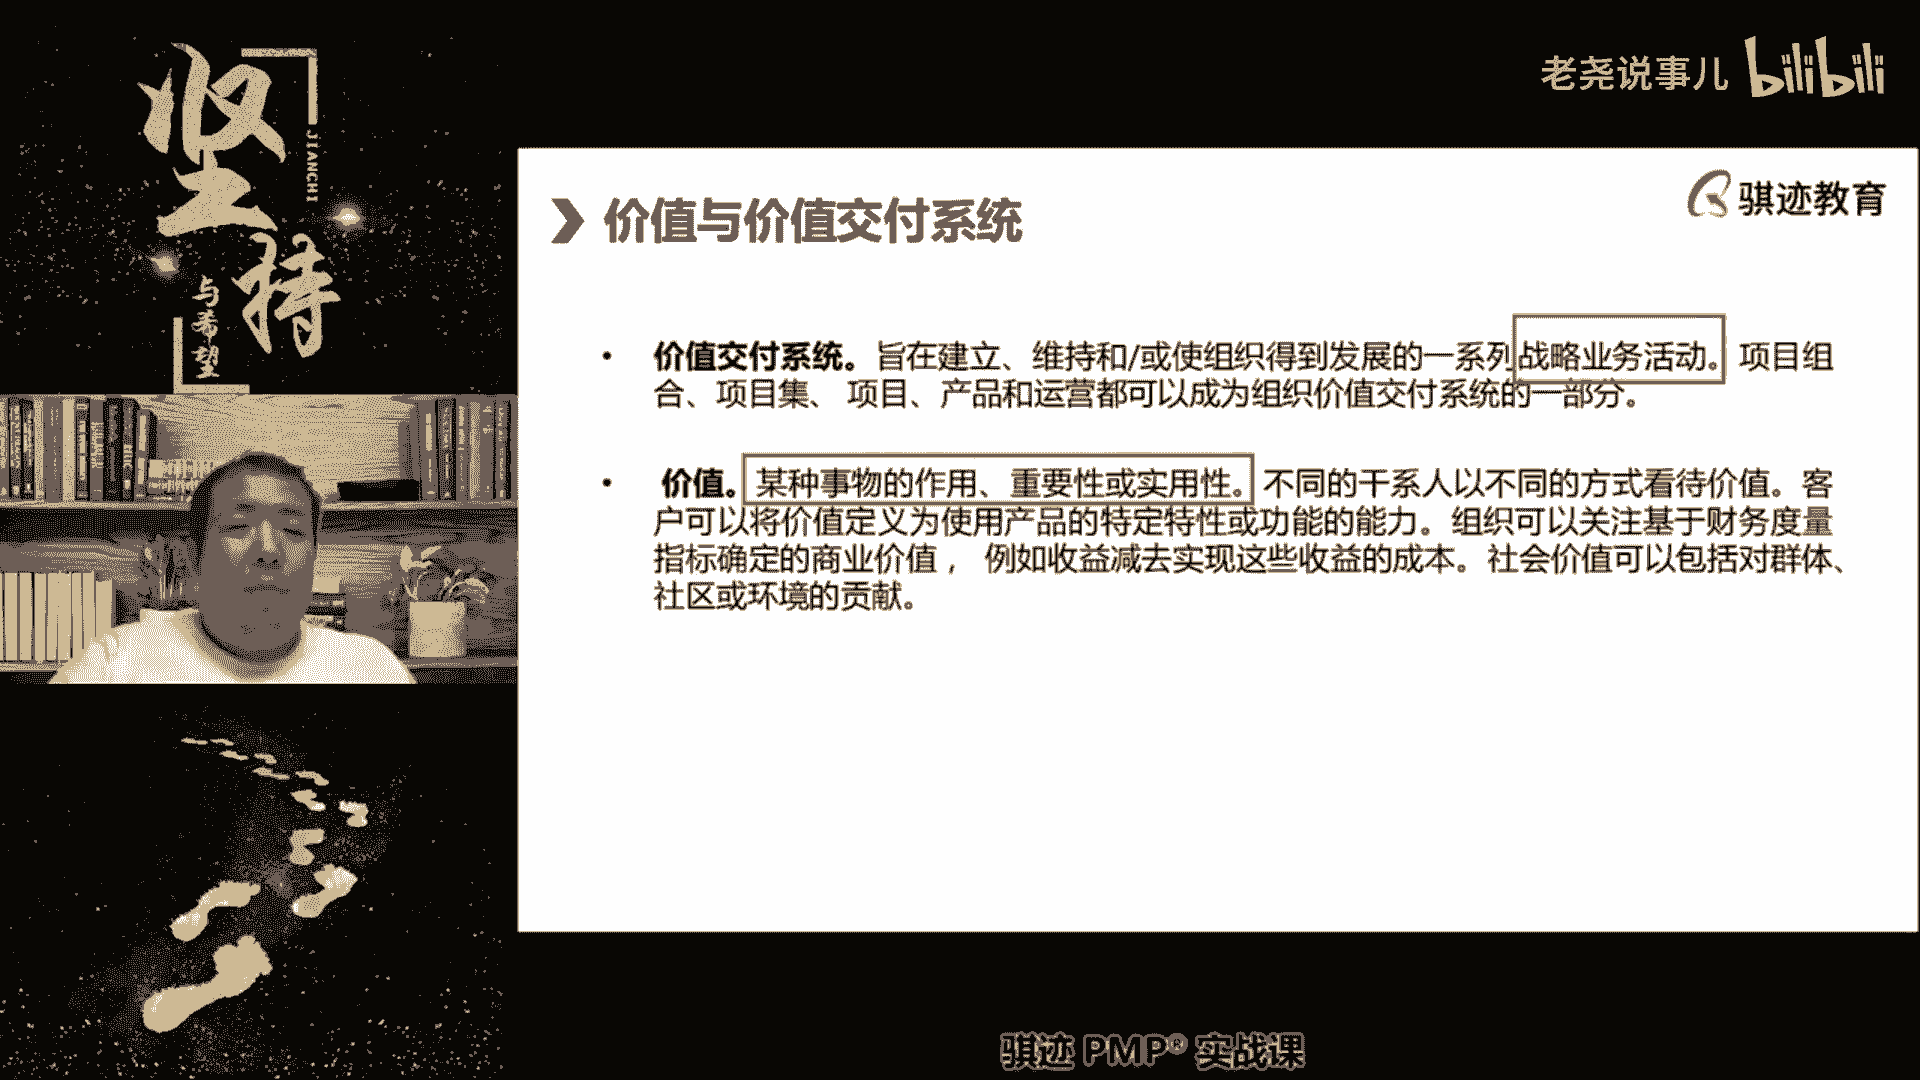 坚
持
JIANCHI
与希望
老尧说事儿 bilibili
骐迹教育
价值与价值交付系统
• 价值交付系统。旨在建立、维持和/或使组织得到发展的一系列战略业务活动。项目组
合、项目集、 项目、产品和运营都可以成为组织价值交付系统的一部分。
• 价值。某种事物的作用、重要性或实用性。不同的干系人以不同的方式看待价值。客
户可以将价值定义为使用产品的特定特性或功能的能力。组织可以关注基于财务度量
指标确定的商业价值， 例如收益减去实现这些收益的成本。社会价值可以包括对群体、
社区或环境的贡献。
骐迹 PMP® 实战课